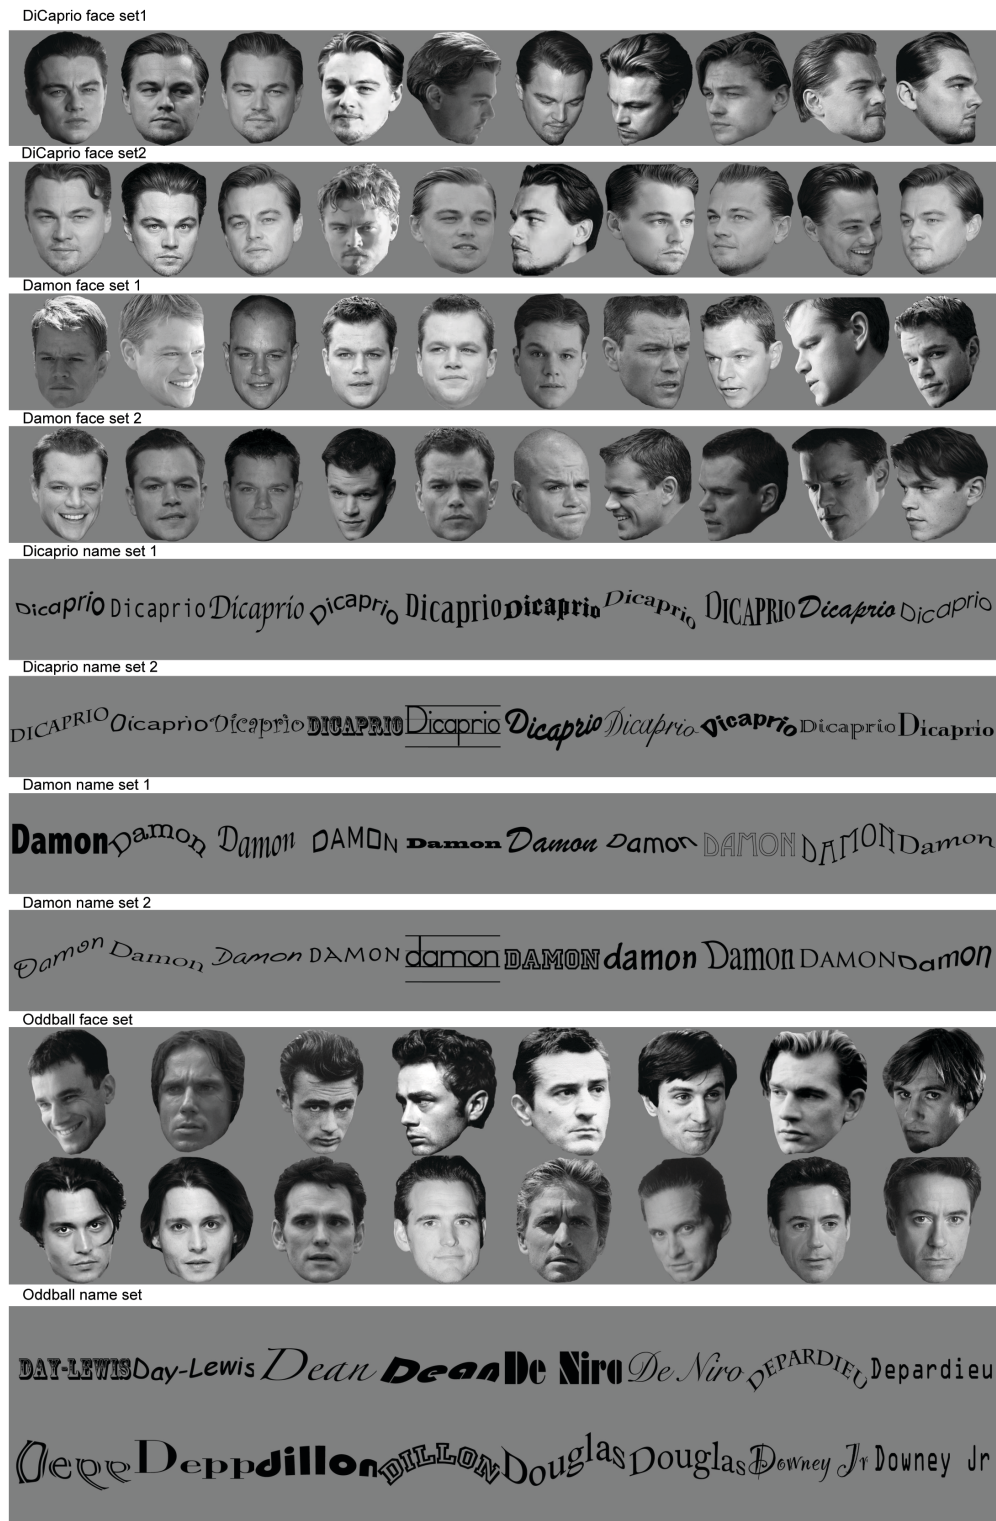 DiCaprio face set1
DiCaprio face set2
Damon face set 1
Damon face set 2
Dicaprio name set 1
Dicaprio Dicaprio Dicaprio Dicaprio Dicaprio Dicaprio Dicaprio DICAPRIO Dicaprio Dicaprio
Dicaprio name set 2
DICAPRIO Dicaprio Dicaprio DICAPRIO Dicaprio Dicaprio Dicaprio Dicaprio Dicaprio Dicaprio
Damon name set 1
Damon Damon Damon DAMON Damon Damon Damon DAMON DAMON Damon
Damon name set 2
Damon Damon Damon DAMON damon DAMON damon Damon DAMON Damon
Oddball face set
Oddball name set
DAY-LEWIS Day-Lewis Dean Dean De Niro De Niro DEPARDIEU Depardieu
Depp Depp dillon DILLON Douglas Douglas Downey Jr Downey Jr